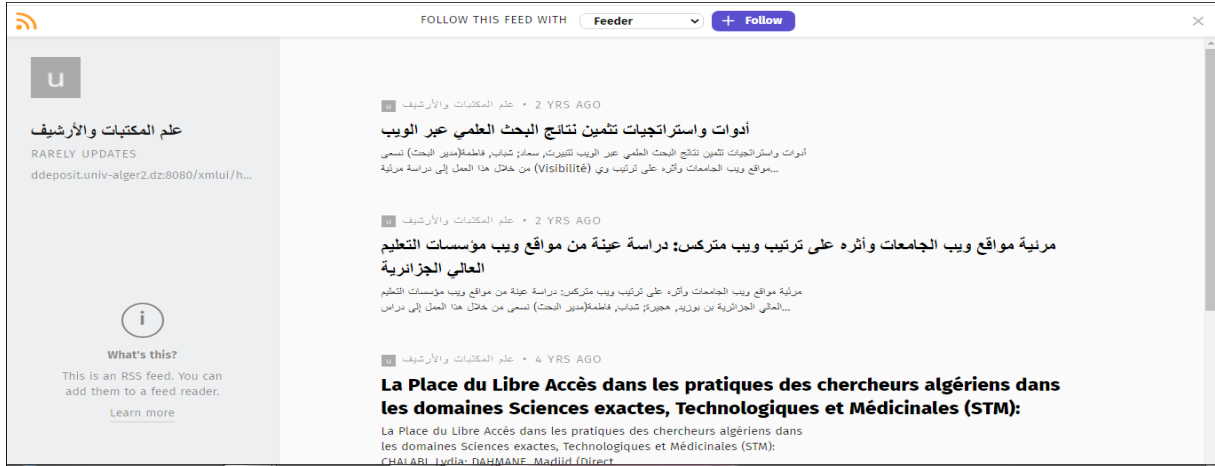 FOLLOW THIS FEED WITH Feeder + Follow
u
علم المكتبات والأرشيف
RARELY UPDATES
ddeposit.univ-alger2.dz:8080/xmlui/h...
i
What's this?
This is an RSS feed. You can
add them to a feed reader.
Learn more
u علم المكتبات والأرشيف • 2 YRS AGO
أدوات واستراتجيات تثمين نتائج البحث العلمي عبر الويب
أدوات واستراتجيات تثمين نتائج البحث العلمي عبر الويب تتبيرت, سعاد; شباب, فاطمة(مدير البحث) نسعى
...مواقع ويب الجامعات وأثره على ترتيب وي (Visibilité) من خلال هذا العمل إلى دراسة مرئية
u علم المكتبات والأرشيف • 2 YRS AGO
مرئية مواقع ويب الجامعات وأثره على ترتيب ويب متركس: دراسة عينة من مواقع ويب مؤسسات التعليم
العالي الجزائرية
مرئية مواقع ويب الجامعات وأثره على ترتيب ويب متركس: دراسة عينة من مواقع ويب مؤسسات التعليم
...العالي الجزائرية بن بوزيد, هجيرة; شباب, فاطمة(مدير البحث) نسعى من خلال هذا العمل إلى دراس
u علم المكتبات والأرشيف • 4 YRS AGO
La Place du Libre Accès dans les pratiques des chercheurs algériens dans
les domaines Sciences exactes, Technologiques et Médicinales (STM):
La Place du Libre Accès dans les pratiques des chercheurs algériens dans
les domaines Sciences exactes, Technologiques et Médicinales (STM):
CHALABI, Lydia; DAHMANE, Madjid (Direct